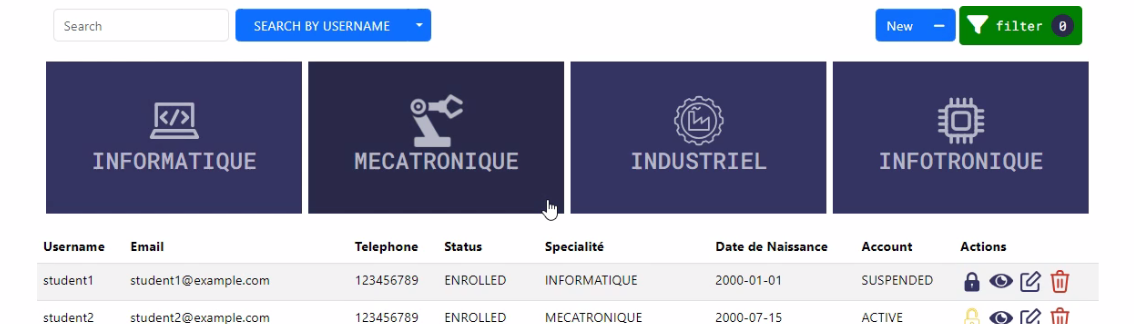 Search SEARCH BY USERNAME New filter 0
INFORMATIQUE MECATRONIQUE INDUSTRIEL INFOTRONIQUE
Username Email Telephone Status Specialité Date de Naissance Account Actions
student1 student1@example.com 123456789 ENROLLED INFORMATIQUE 2000-01-01 SUSPENDED
student2 student2@example.com 123456789 ENROLLED MECATRONIQUE 2000-07-15 ACTIVE